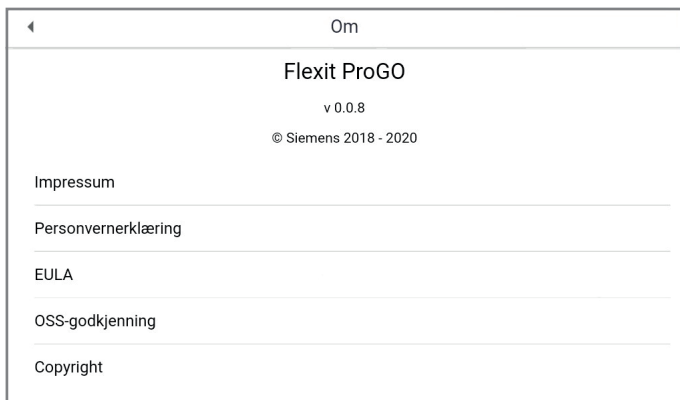 Om
Flexit ProGO
v 0.0.8
© Siemens 2018 - 2020
Impressum
Personvernerklæring
EULA
OSS-godkjenning
Copyright